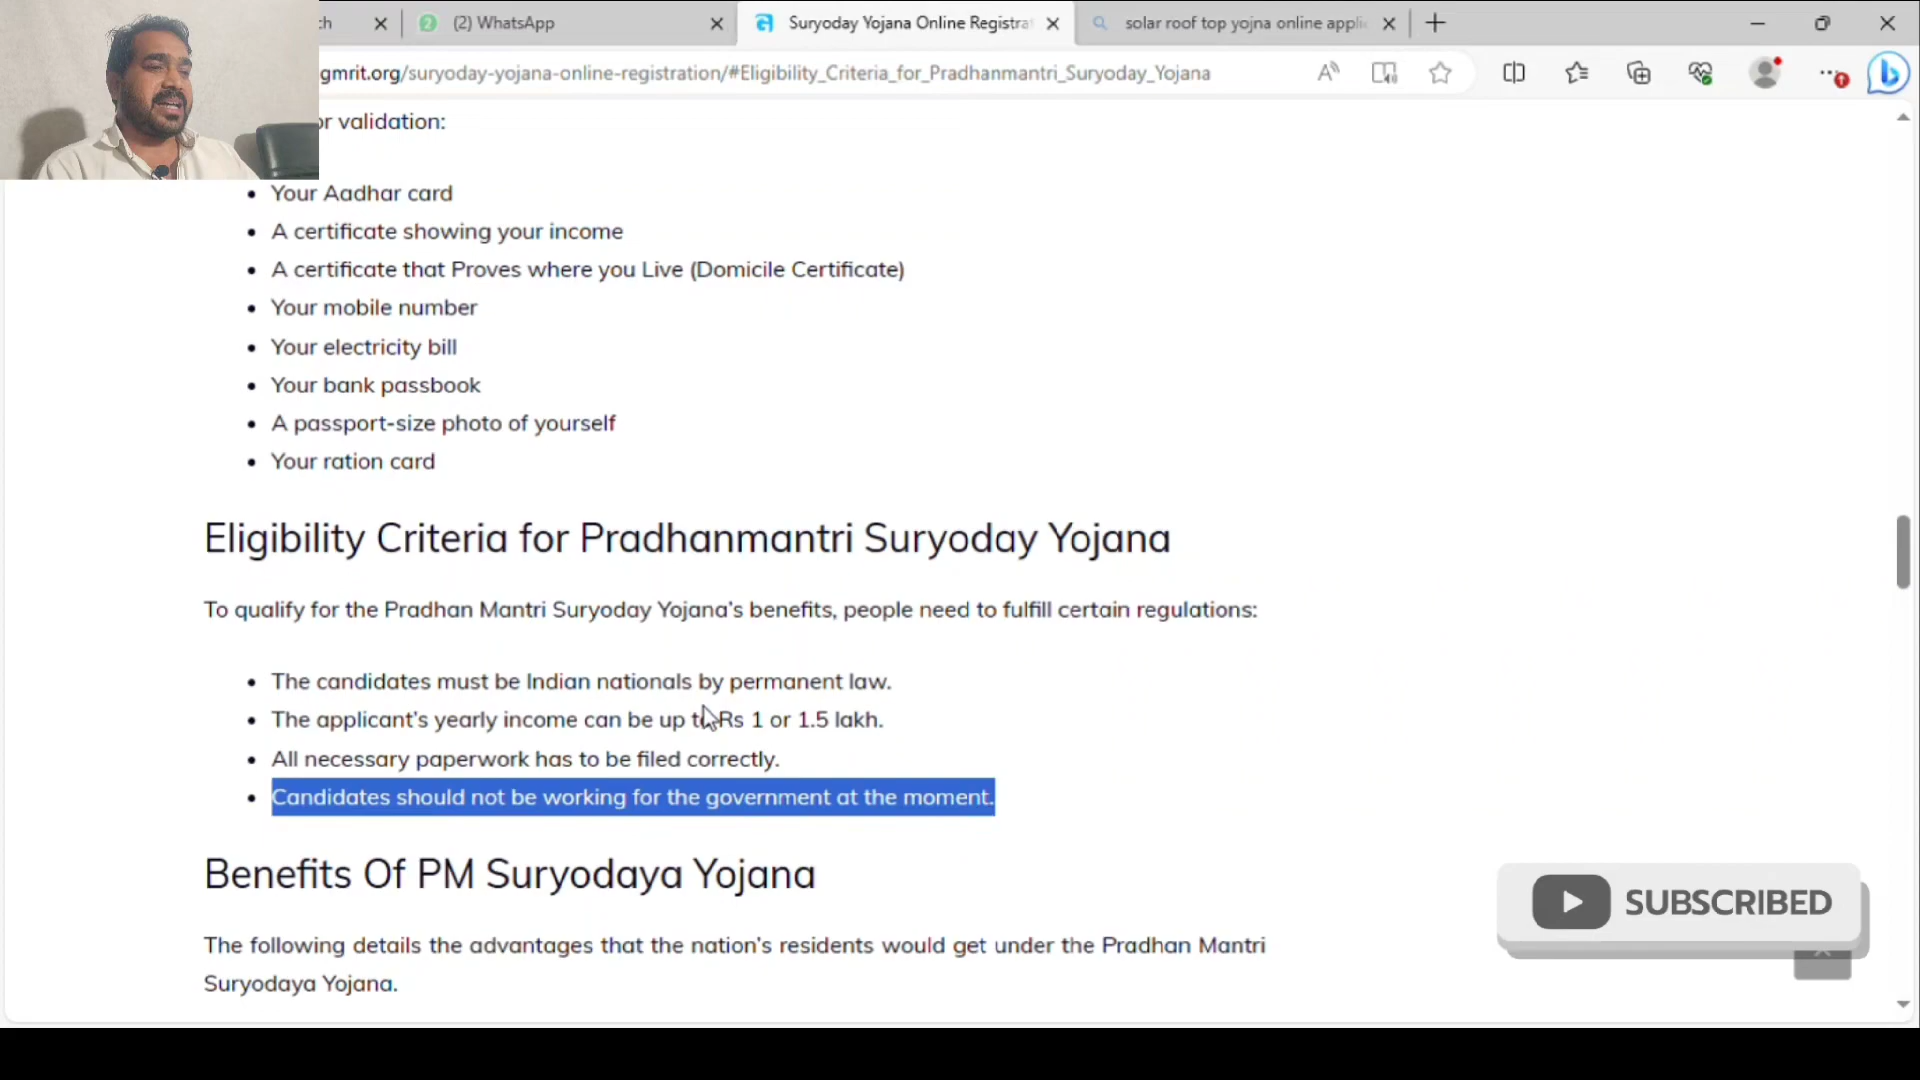 ch
2
(2) WhatsApp
Suryoday Yojana Online Registra
solar roof top yojna online appli
gmrit.org/suryoday-yojana-online-registration/#Eligibility_Criteria_for_Pradhanmantri_Suryoday_Yojana
or validation:
• Your Aadhar card
• A certificate showing your income
• A certificate that Proves where you Live (Domicile Certificate)
• Your mobile number
• Your electricity bill
• Your bank passbook
• A passport-size photo of yourself
• Your ration card
Eligibility Criteria for Pradhanmantri Suryoday Yojana
To qualify for the Pradhan Mantri Suryoday Yojana’s benefits, people need to fulfill certain regulations:
• The candidates must be Indian nationals by permanent law.
• The applicant’s yearly income can be up to Rs 1 or 1.5 lakh.
• All necessary paperwork has to be filed correctly.
• Candidates should not be working for the government at the moment.
Benefits Of PM Suryodaya Yojana
SUBSCRIBED
The following details the advantages that the nation’s residents would get under the Pradhan Mantri
Suryodaya Yojana.